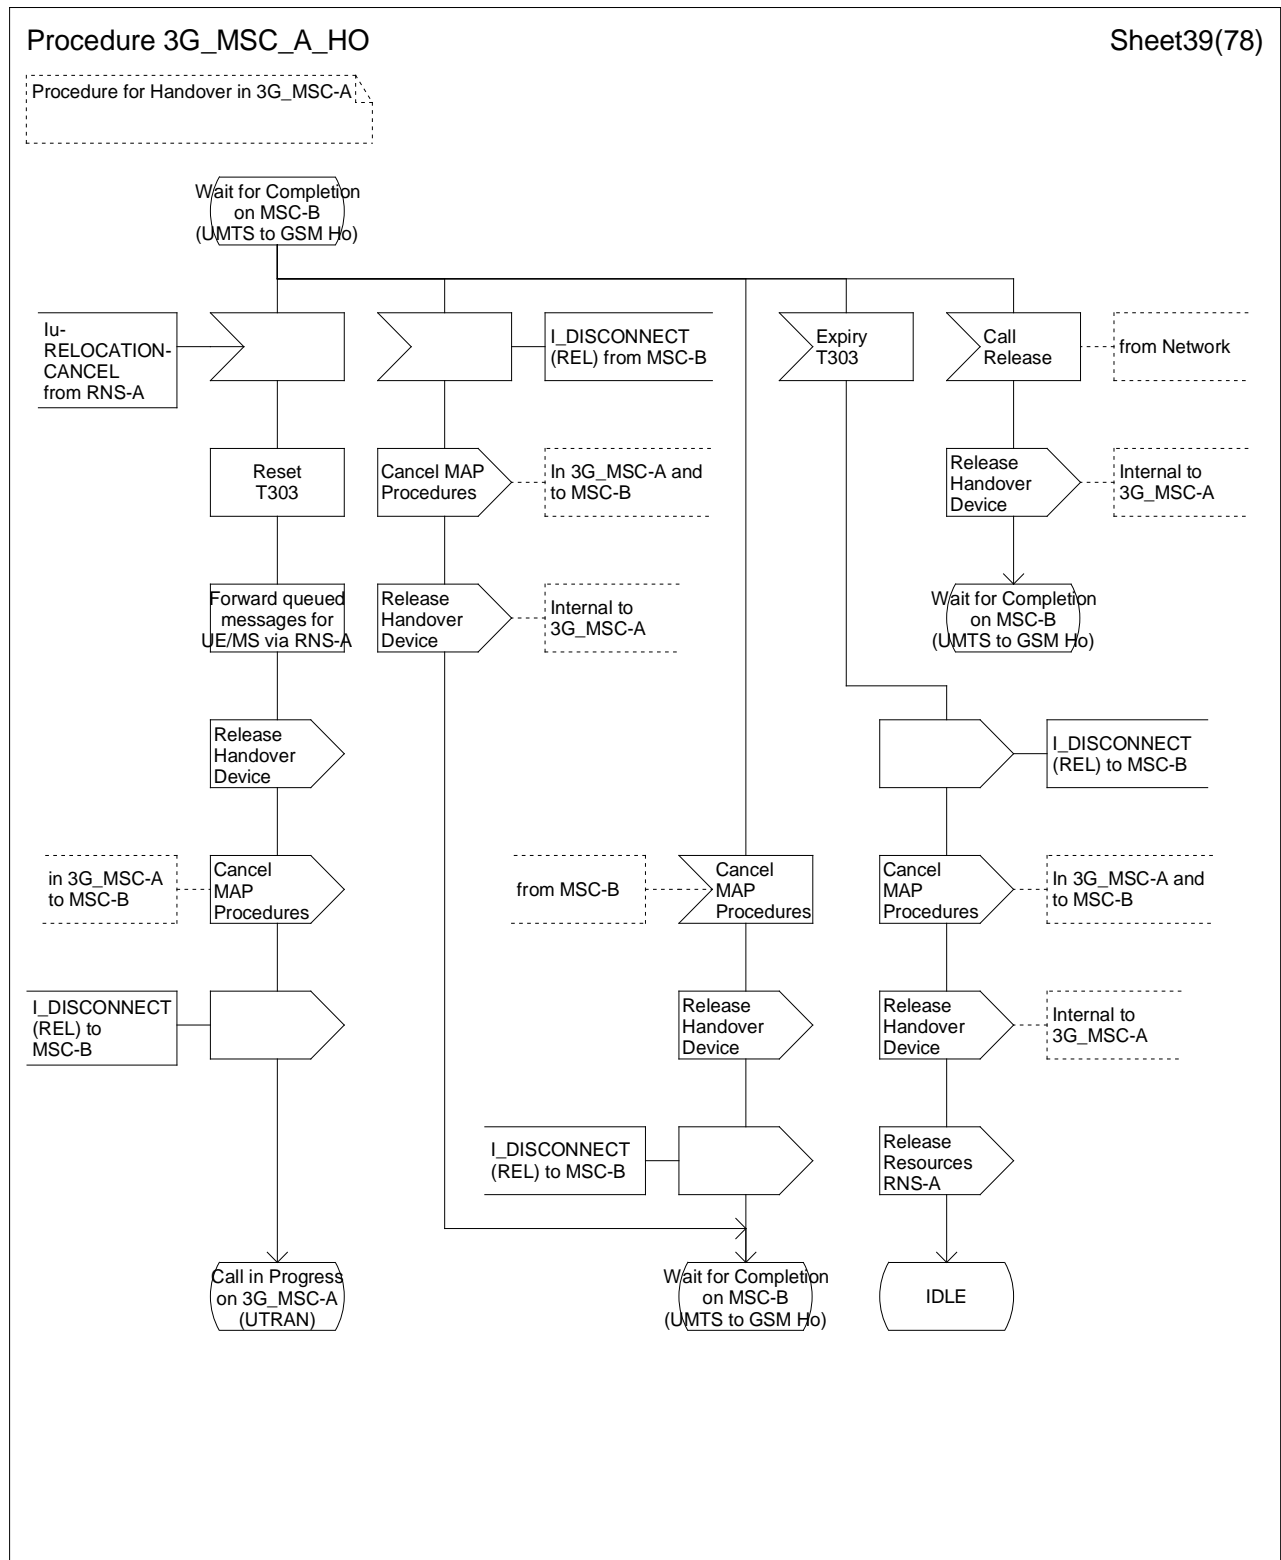 Procedure 3G_MSC_A_HO
Sheet39(78)
Procedure for Handover in 3G_MSC-A
Wait for Completion
on MSC-B
(UMTS to GSM Ho)
Iu-
RELOCATION-
CANCEL
from RNS-A
I_DISCONNECT
(REL) from MSC-B
Expiry
T303
Call
Release
from Network
Reset
T303
Cancel MAP
Procedures
In 3G_MSC-A and
to MSC-B
Release
Handover
Device
Internal to
3G_MSC-A
Forward queued
messages for
UE/MS via RNS-A
Release
Handover
Device
Internal to
3G_MSC-A
Wait for Completion
on MSC-B
(UMTS to GSM Ho)
Release
Handover
Device
I_DISCONNECT
(REL) to MSC-B
in 3G_MSC-A
to MSC-B
Cancel
MAP
Procedures
from MSC-B
Cancel
MAP
Procedures
Cancel
MAP
Procedures
In 3G_MSC-A and
to MSC-B
I_DISCONNECT
(REL) to
MSC-B
Release
Handover
Device
Release
Handover
Device
Internal to
3G_MSC-A
I_DISCONNECT
(REL) to MSC-B
Release
Resources
RNS-A
Call in Progress
on 3G_MSC-A
(UTRAN)
Wait for Completion
on MSC-B
(UMTS to GSM Ho)
IDLE